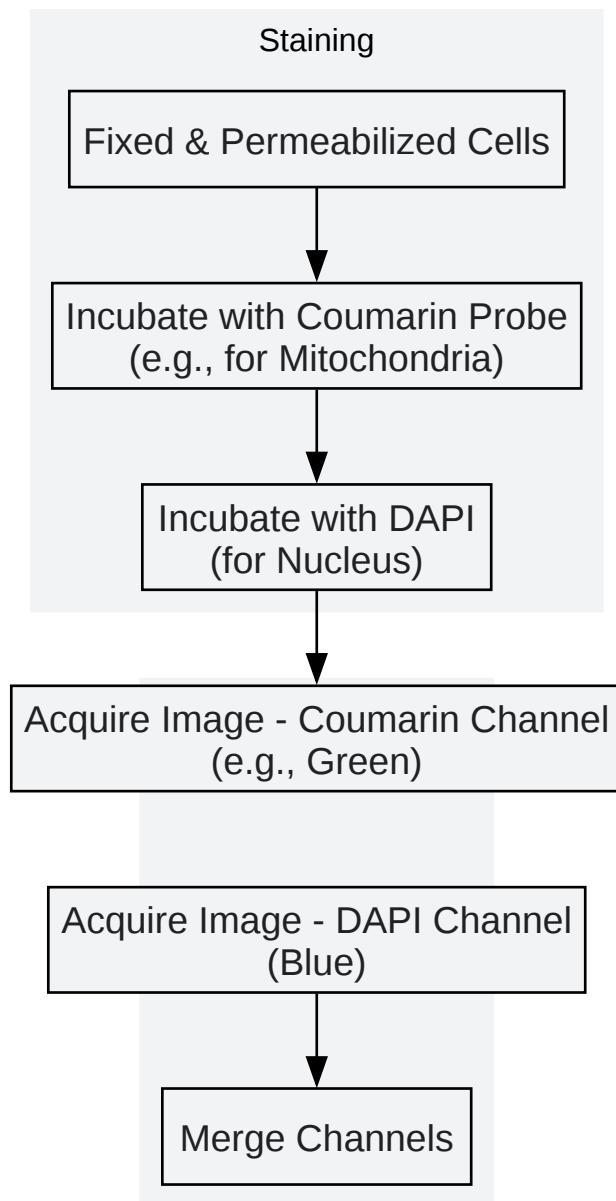 Staining
Fixed & Permeabilized Cells
Incubate with Coumarin Probe
(e.g., for Mitochondria)
Incubate with DAPI
(for Nucleus)
Acquire Image - Coumarin Channel
(e.g., Green)
Acquire Image - DAPI Channel
(Blue)
Merge Channels